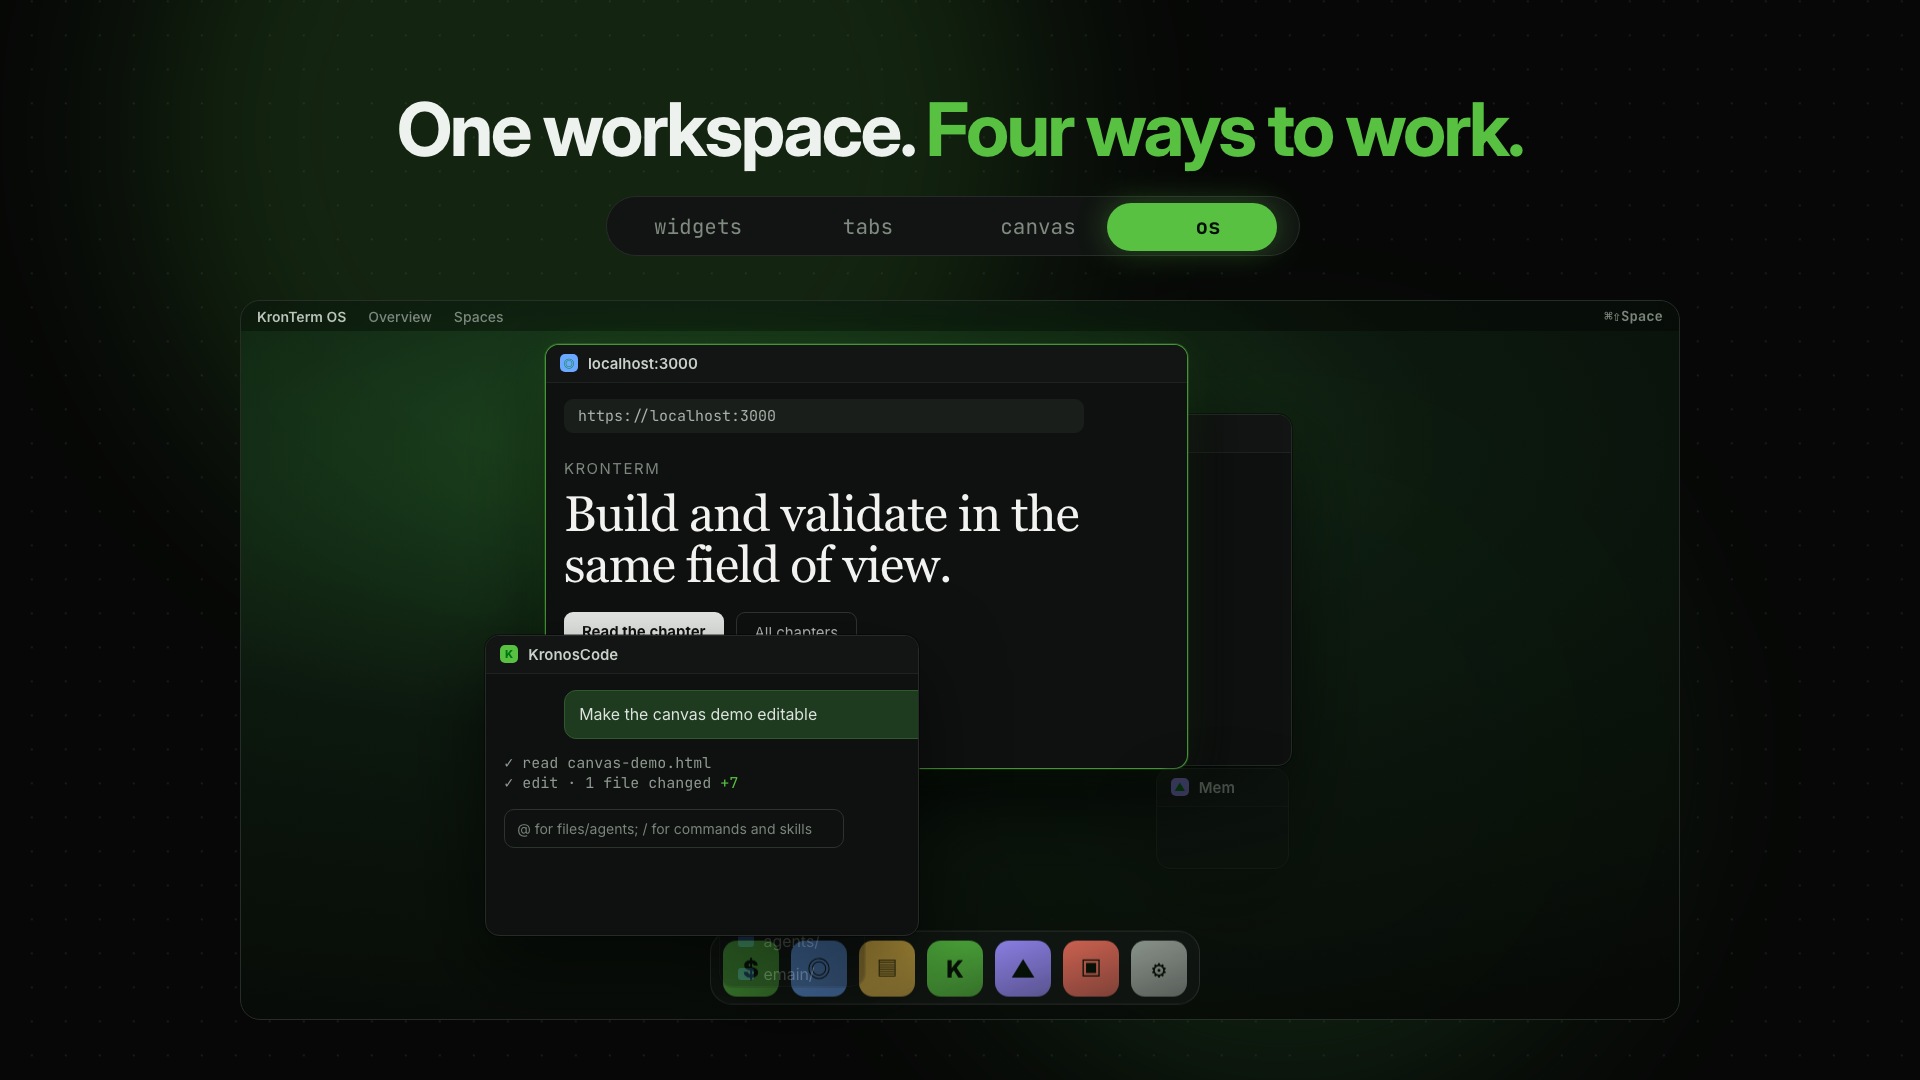 One workspace. Four ways to work.
widgets tabs canvas os
KronTerm OS Overview Spaces ⌘⇧Space
localhost:3000
https://localhost:3000
KRONTERM
Build and validate in the
same field of view.
Read the chapter All chapters
KronosCode
Make the canvas demo editable
✓ read canvas-demo.html
✓ edit · 1 file changed +7
Mem
@ for files/agents; / for commands and skills
agents/
emain/
$ K